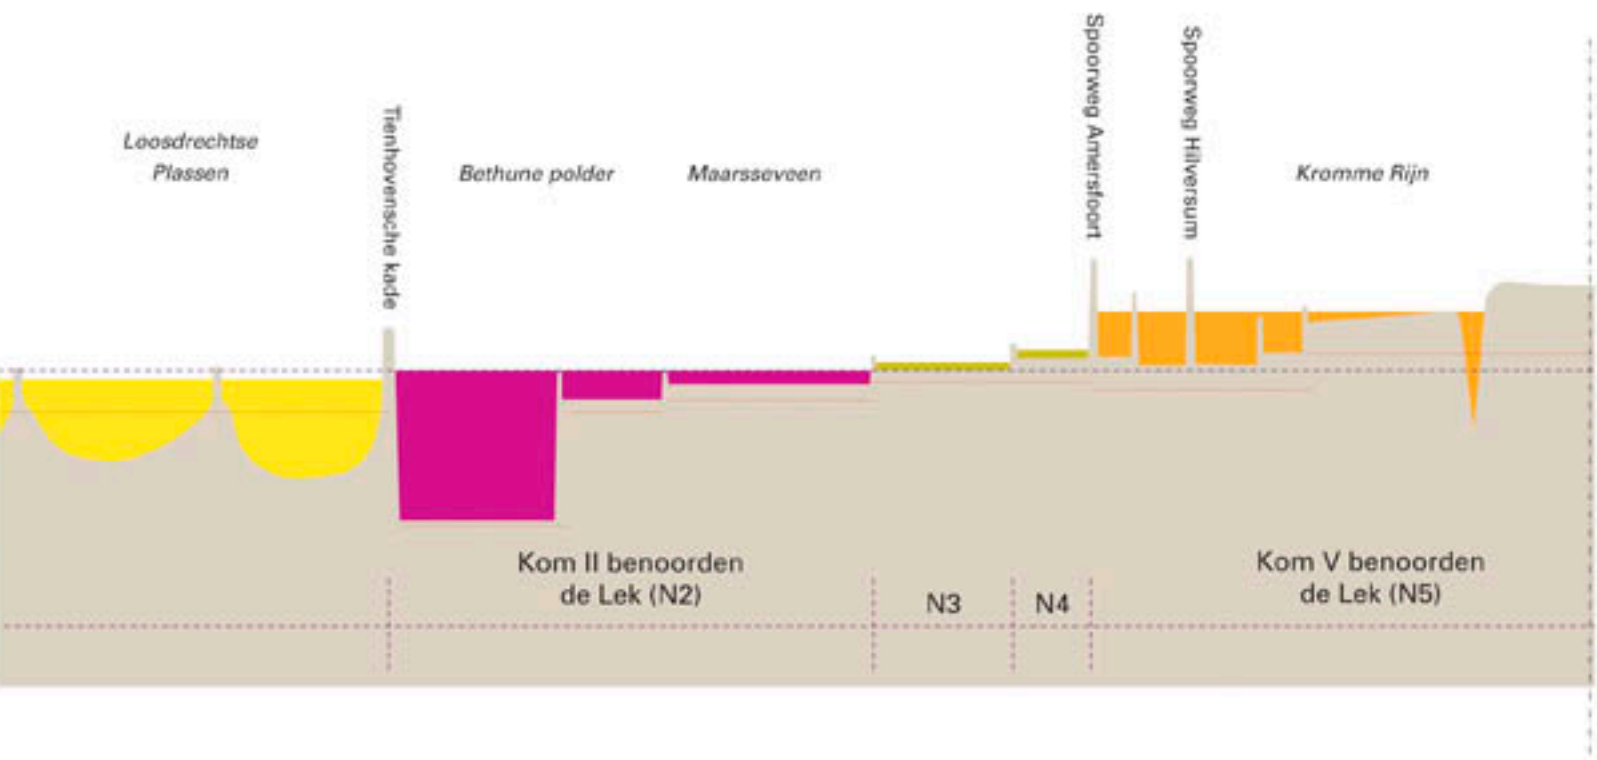 Loosdrechtse
Plassen
Tienhovensche kade
Bethune polder
Maarsseveen
Spoorweg Amersfoort
Spoorweg Hilversum
Kromme Rijn
Kom II benoorden
de Lek (N2)
N3
N4
Kom V benoorden
de Lek (N5)